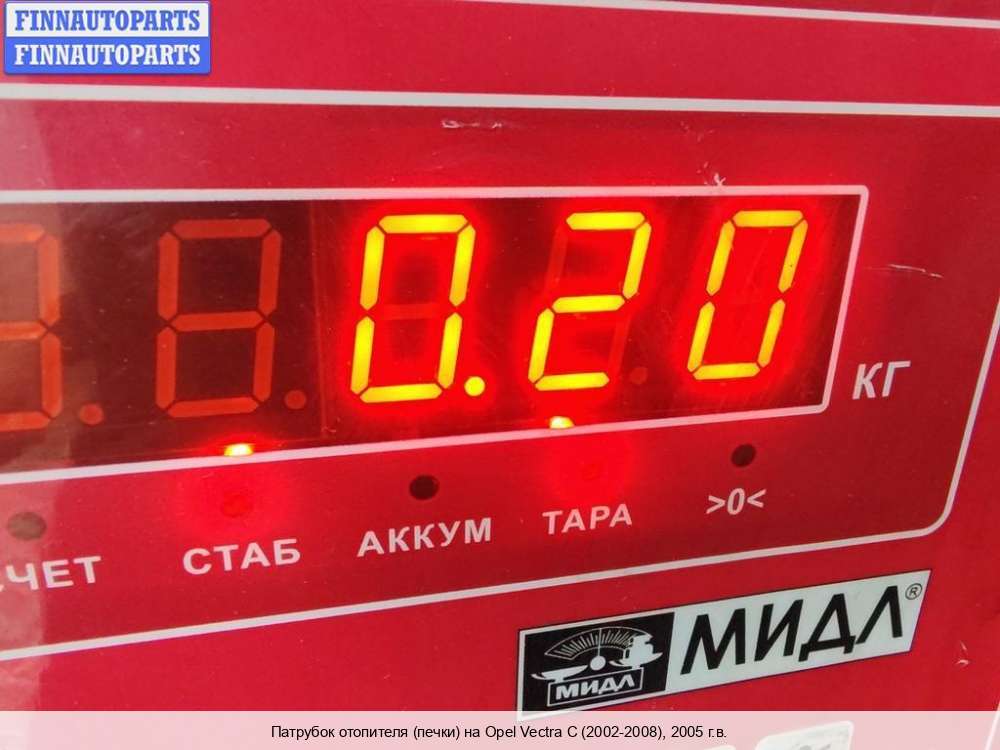 FINNAUTOPARTS
FINNAUTOPARTS
0.20
КГ
ЧЕТ СТАБ АККУМ ТАРА >0<
МИДЛ МИДЛ®
Патрубок отопителя (печки) на Opel Vectra C (2002-2008), 2005 г.в.